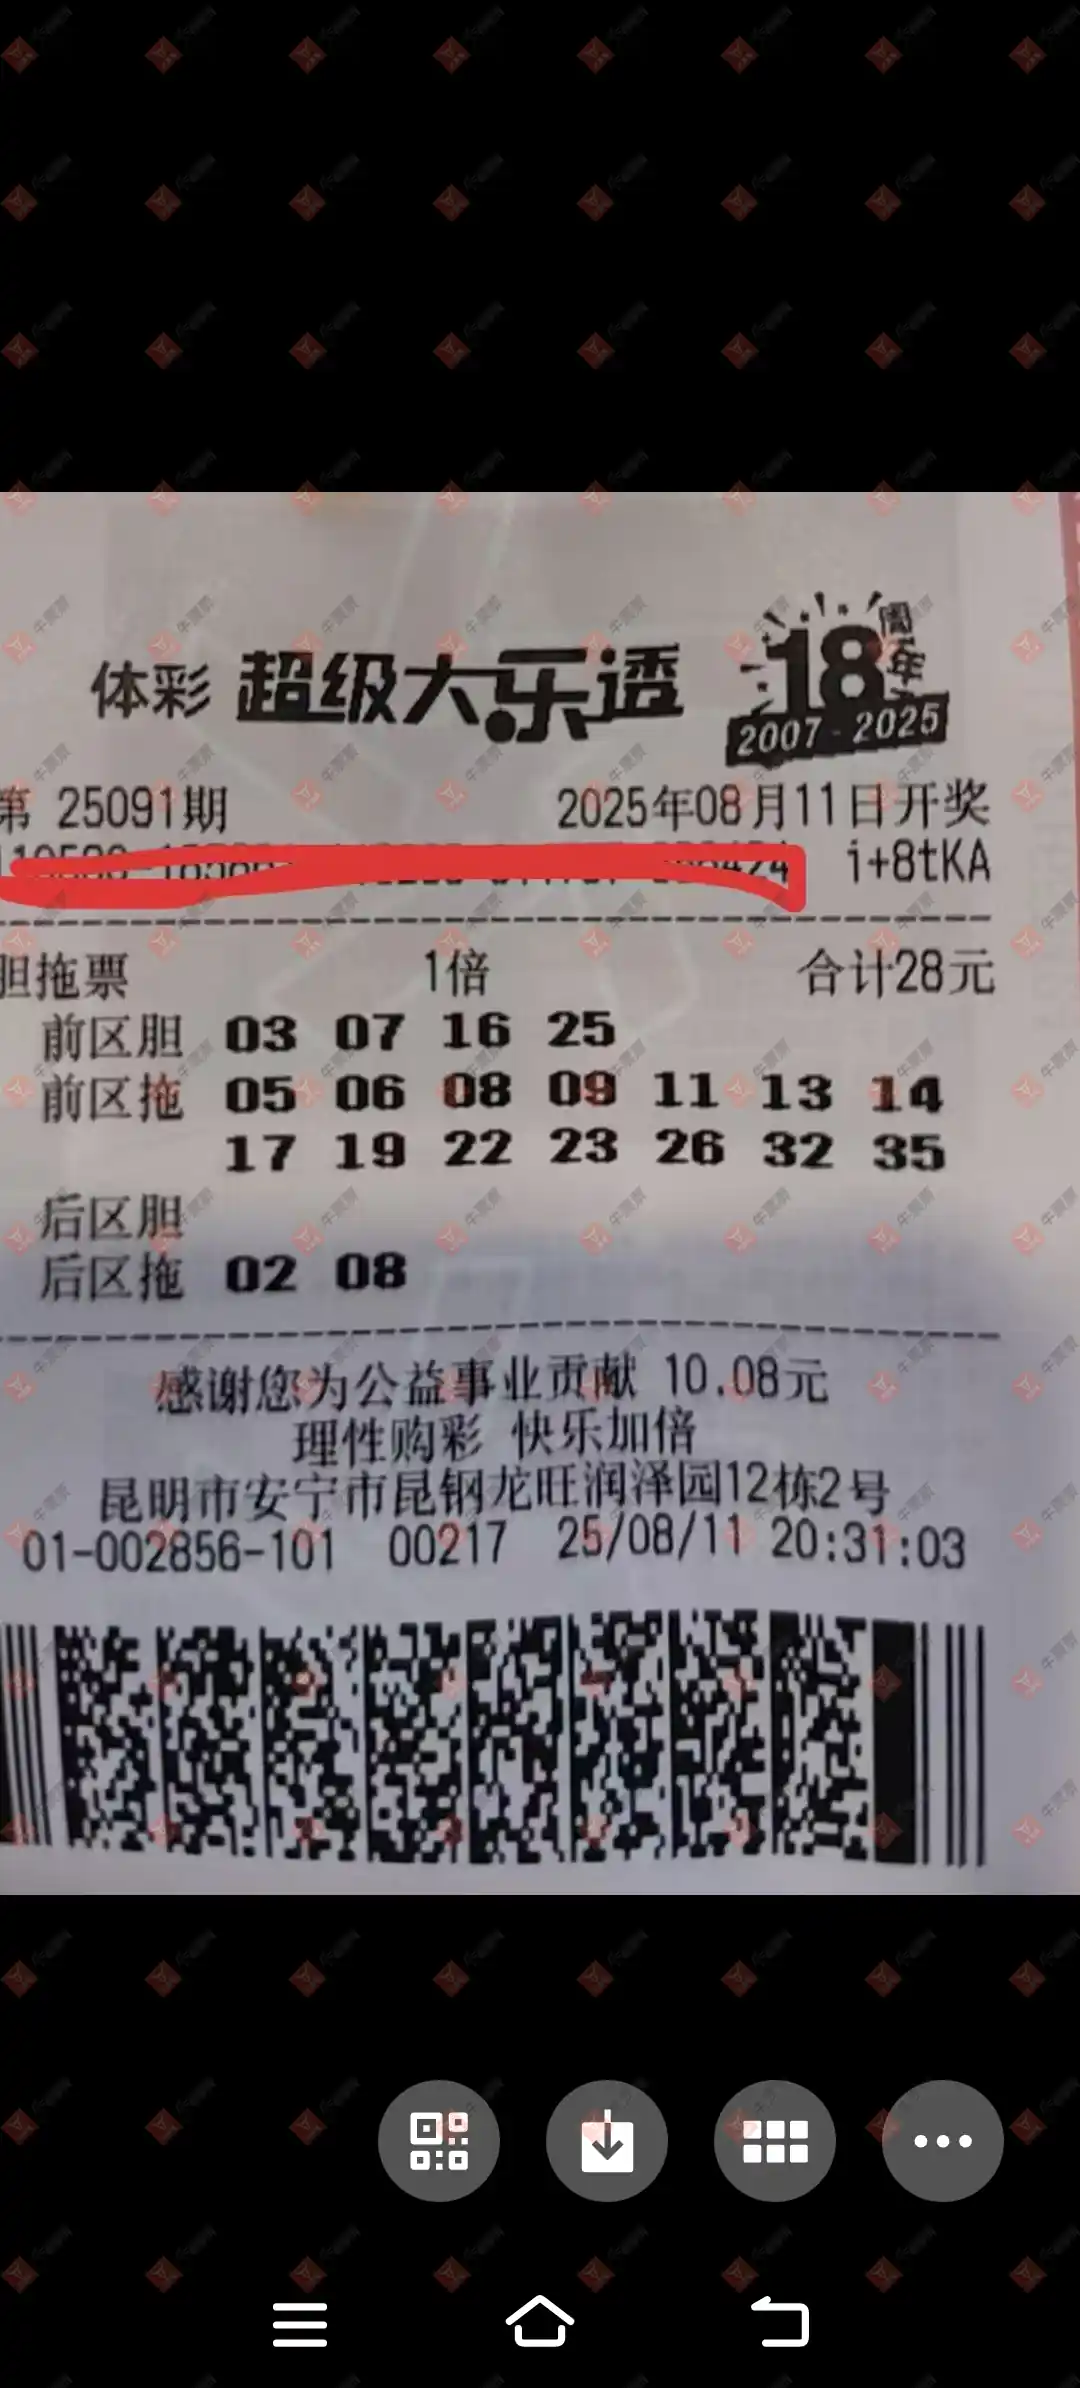 体彩 超级大乐透 18周年
2007-2025
第 25091期 2025年08月11日开奖
i+8tKA
胆拖票 1倍 合计28元
前区胆 03 07 16 25
前区拖 05 06 08 09 11 13 14
17 19 22 23 26 32 35
后区胆
后区拖 02 08
感谢您为公益事业贡献 10.08元
理性购彩 快乐加倍
昆明市安宁市昆钢龙旺润泽园12栋2号
01-002856-101 00217 25/08/11 20:31:03